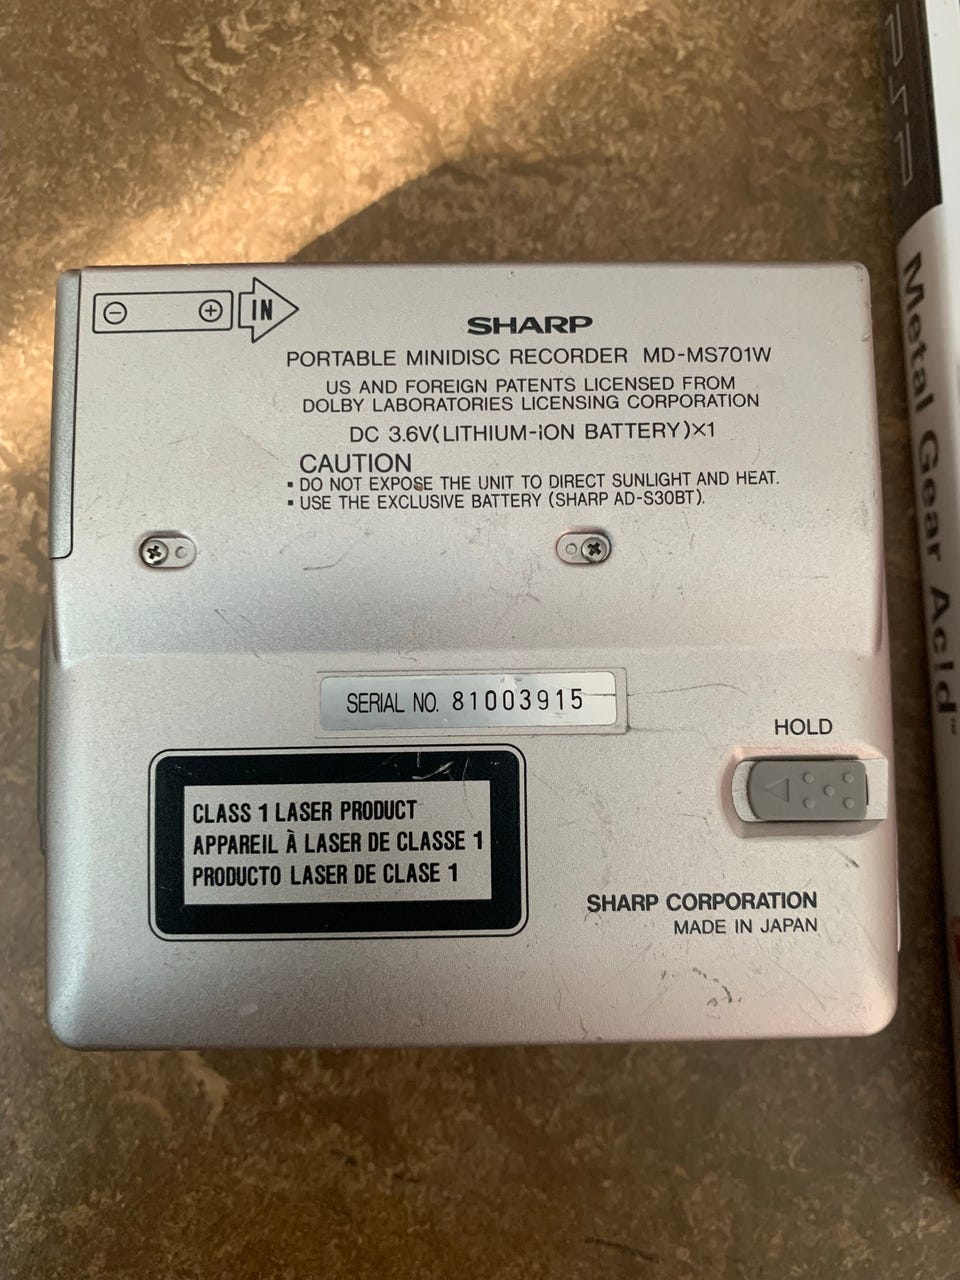 ⊖ ⊕ IN
SHARP
PORTABLE MINIDISC RECORDER MD-MS701W
US AND FOREIGN PATENTS LICENSED FROM
DOLBY LABORATORIES LICENSING CORPORATION
DC 3.6V(LITHIUM-iON BATTERY)×1
CAUTION
▪ DO NOT EXPOSE THE UNIT TO DIRECT SUNLIGHT AND HEAT.
▪ USE THE EXCLUSIVE BATTERY (SHARP AD-S30BT).
SERIAL NO. 81003915
HOLD
CLASS 1 LASER PRODUCT
APPAREIL À LASER DE CLASSE 1
PRODUCTO LASER DE CLASE 1
SHARP CORPORATION
MADE IN JAPAN
PSP
Metal Gear Ac!d™